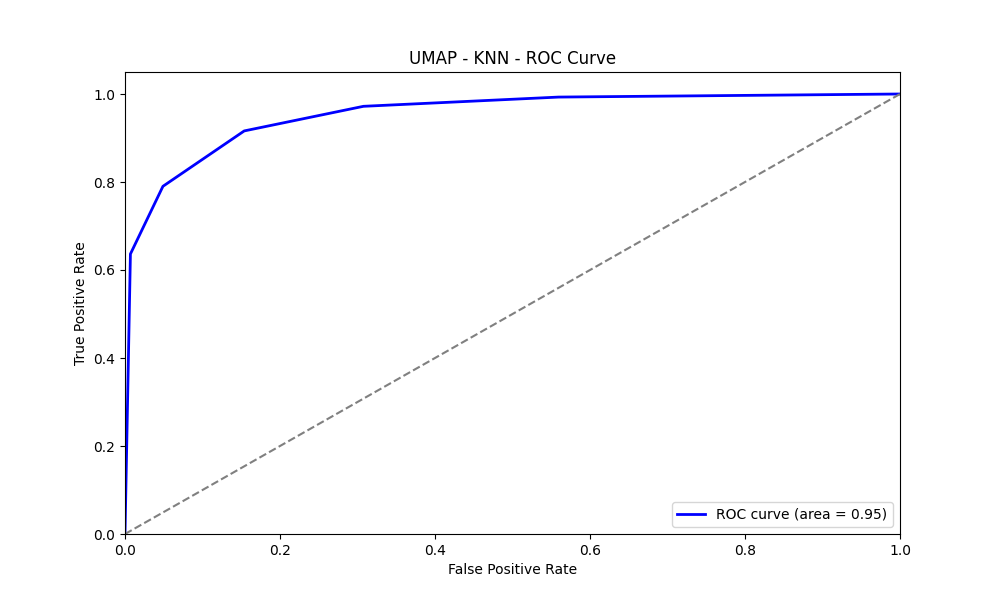 UMAP - KNN - ROC Curve
True Positive Rate
1.0
0.8
0.6
0.4
0.2
0.0
ROC curve (area = 0.95)
0.0 0.2 0.4 0.6 0.8 1.0
False Positive Rate